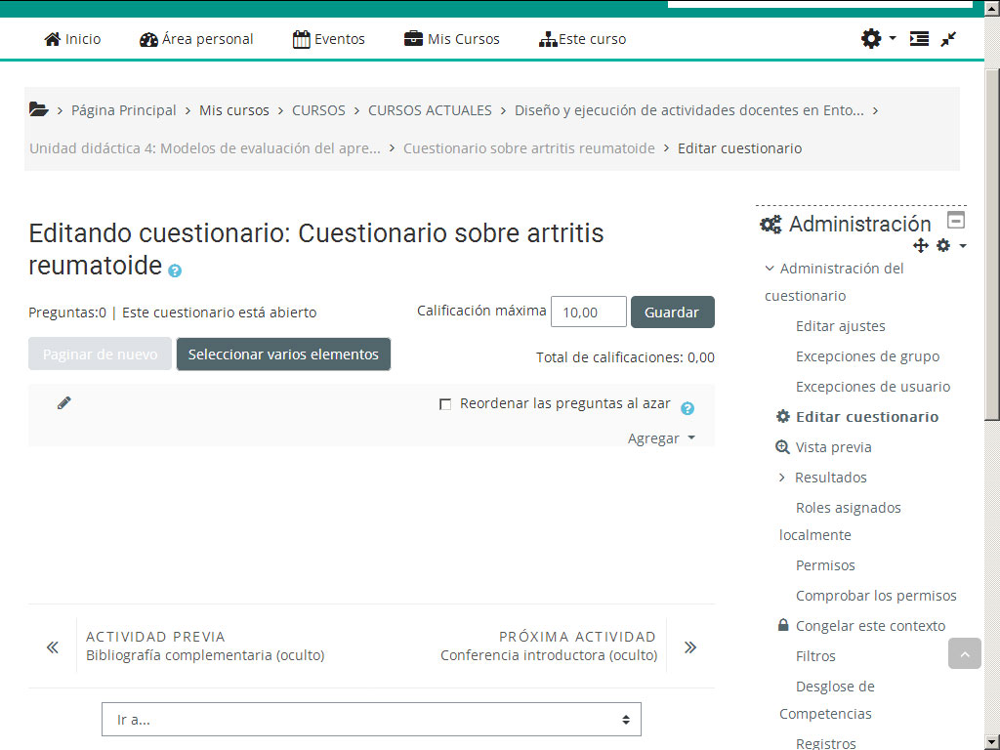 Inicio Área personal Eventos Mis Cursos Este curso
Página Principal Mis cursos CURSOS CURSOS ACTUALES Diseño y ejecución de actividades docentes en Ento...
Unidad didáctica 4: Modelos de evaluación del apre... Cuestionario sobre artritis reumatoide Editar cuestionario
Editando cuestionario: Cuestionario sobre artritis
reumatoide ?
Preguntas:0 | Este cuestionario está abierto
Calificación máxima 10,00 Guardar
Paginar de nuevo Seleccionar varios elementos
Total de calificaciones: 0,00
Reordenar las preguntas al azar ?
Agregar
ACTIVIDAD PREVIA
Bibliografía complementaria (oculto)
PRÓXIMA ACTIVIDAD
Conferencia introductora (oculto)
Ir a...
Administración
Administración del
cuestionario
Editar ajustes
Excepciones de grupo
Excepciones de usuario
Editar cuestionario
Vista previa
Resultados
Roles asignados
localmente
Permisos
Comprobar los permisos
Congelar este contexto
Filtros
Desglose de
Competencias
Registros